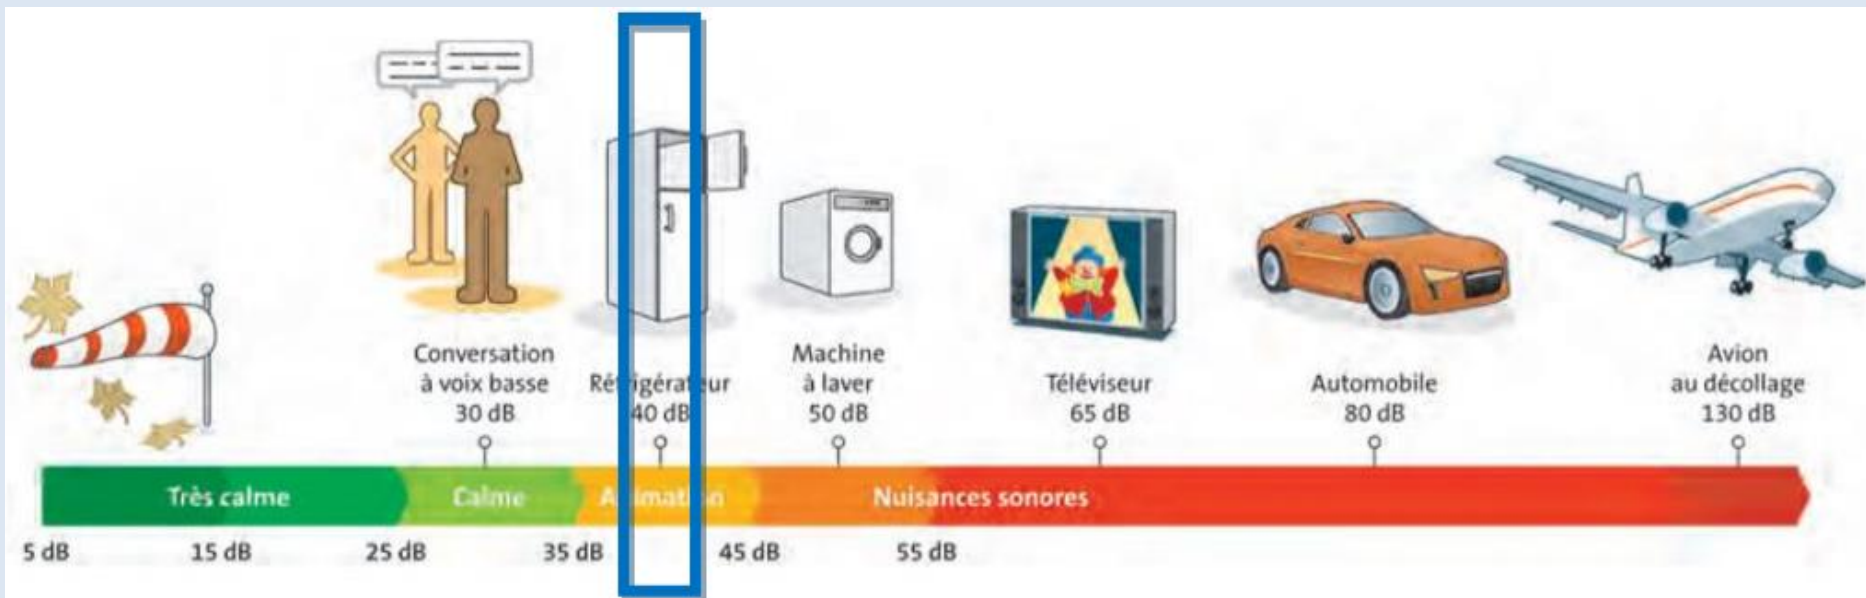 Conversation
à voix basse
30 dB
Réfrigérateur
40 dB
Machine
à laver
50 dB
Téléviseur
65 dB
Automobile
80 dB
Avion
au décollage
130 dB
Très calme
Calme
Animation
Nuisances sonores
5 dB
15 dB
25 dB
35 dB
45 dB
55 dB